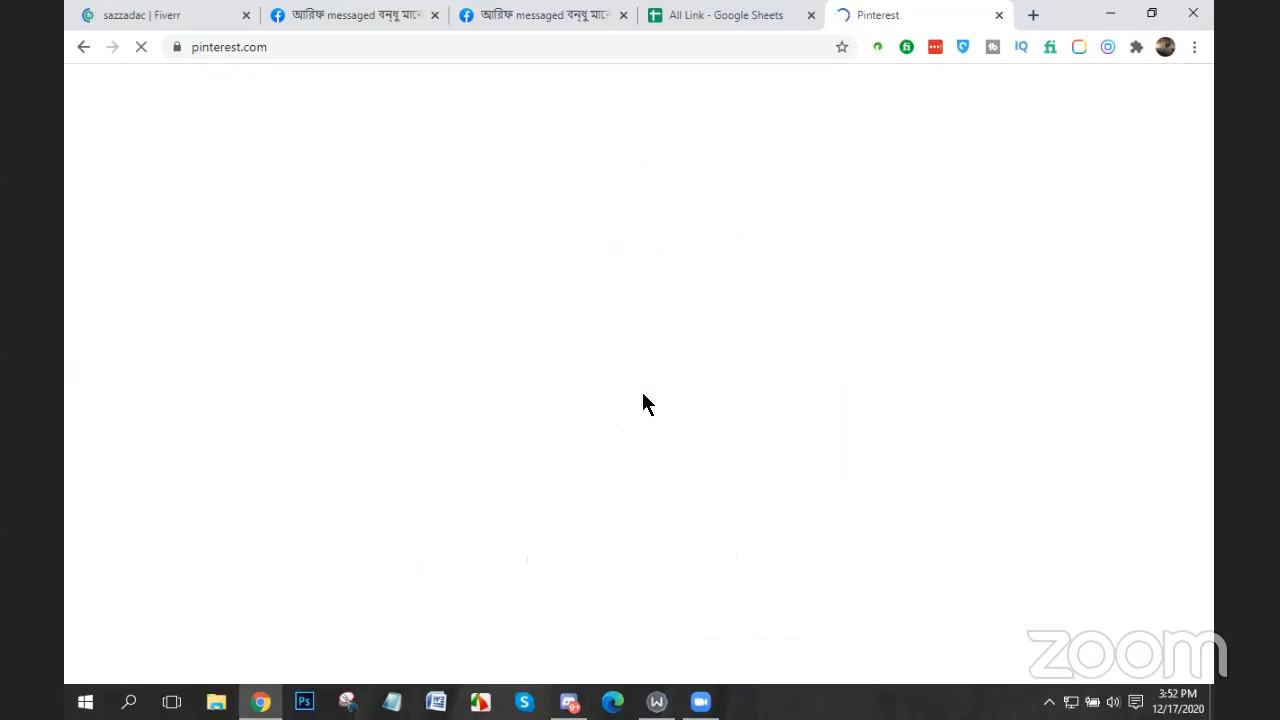 sazzadac | Fiverr
আরিফ messaged বন্ধু মানে
আরিফ messaged বন্ধু মানে
All Link - Google Sheets
Pinterest
pinterest.com
zoom
3:52 PM
12/17/2020